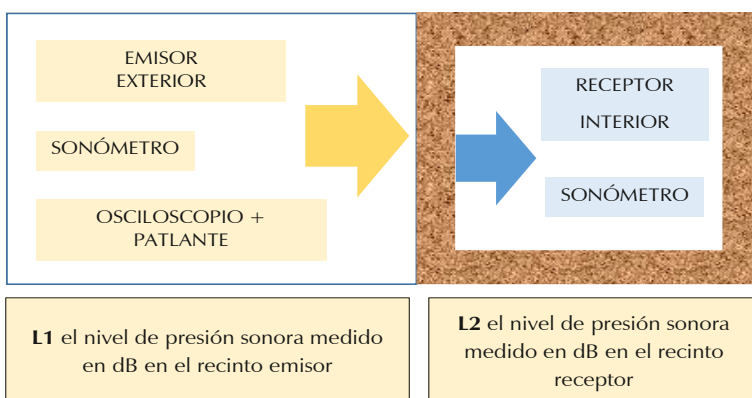 EMISOR
EXTERIOR
SONÓMETRO
OSCILOSCOPIO +
PATLANTE
RECEPTOR
INTERIOR
SONÓMETRO
L1 el nivel de presión sonora medido
en dB en el recinto emisor
L2 el nivel de presión sonora
medido en dB en el recinto
receptor